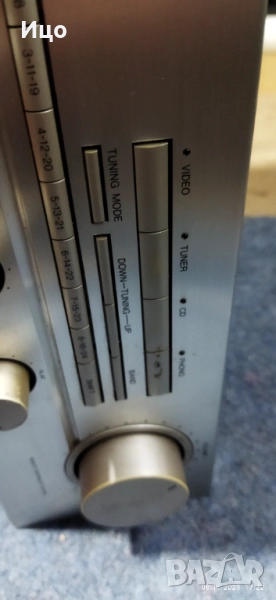 Ицо
3-11-19
4-12-20
5-13-21
6-14-22
7-15-23
8-16-24
SHIFT
TUNING MODE
DOWN—TUNING—UP
BAND
VIDEO
TUNER
CD
PHONO
BAZAR